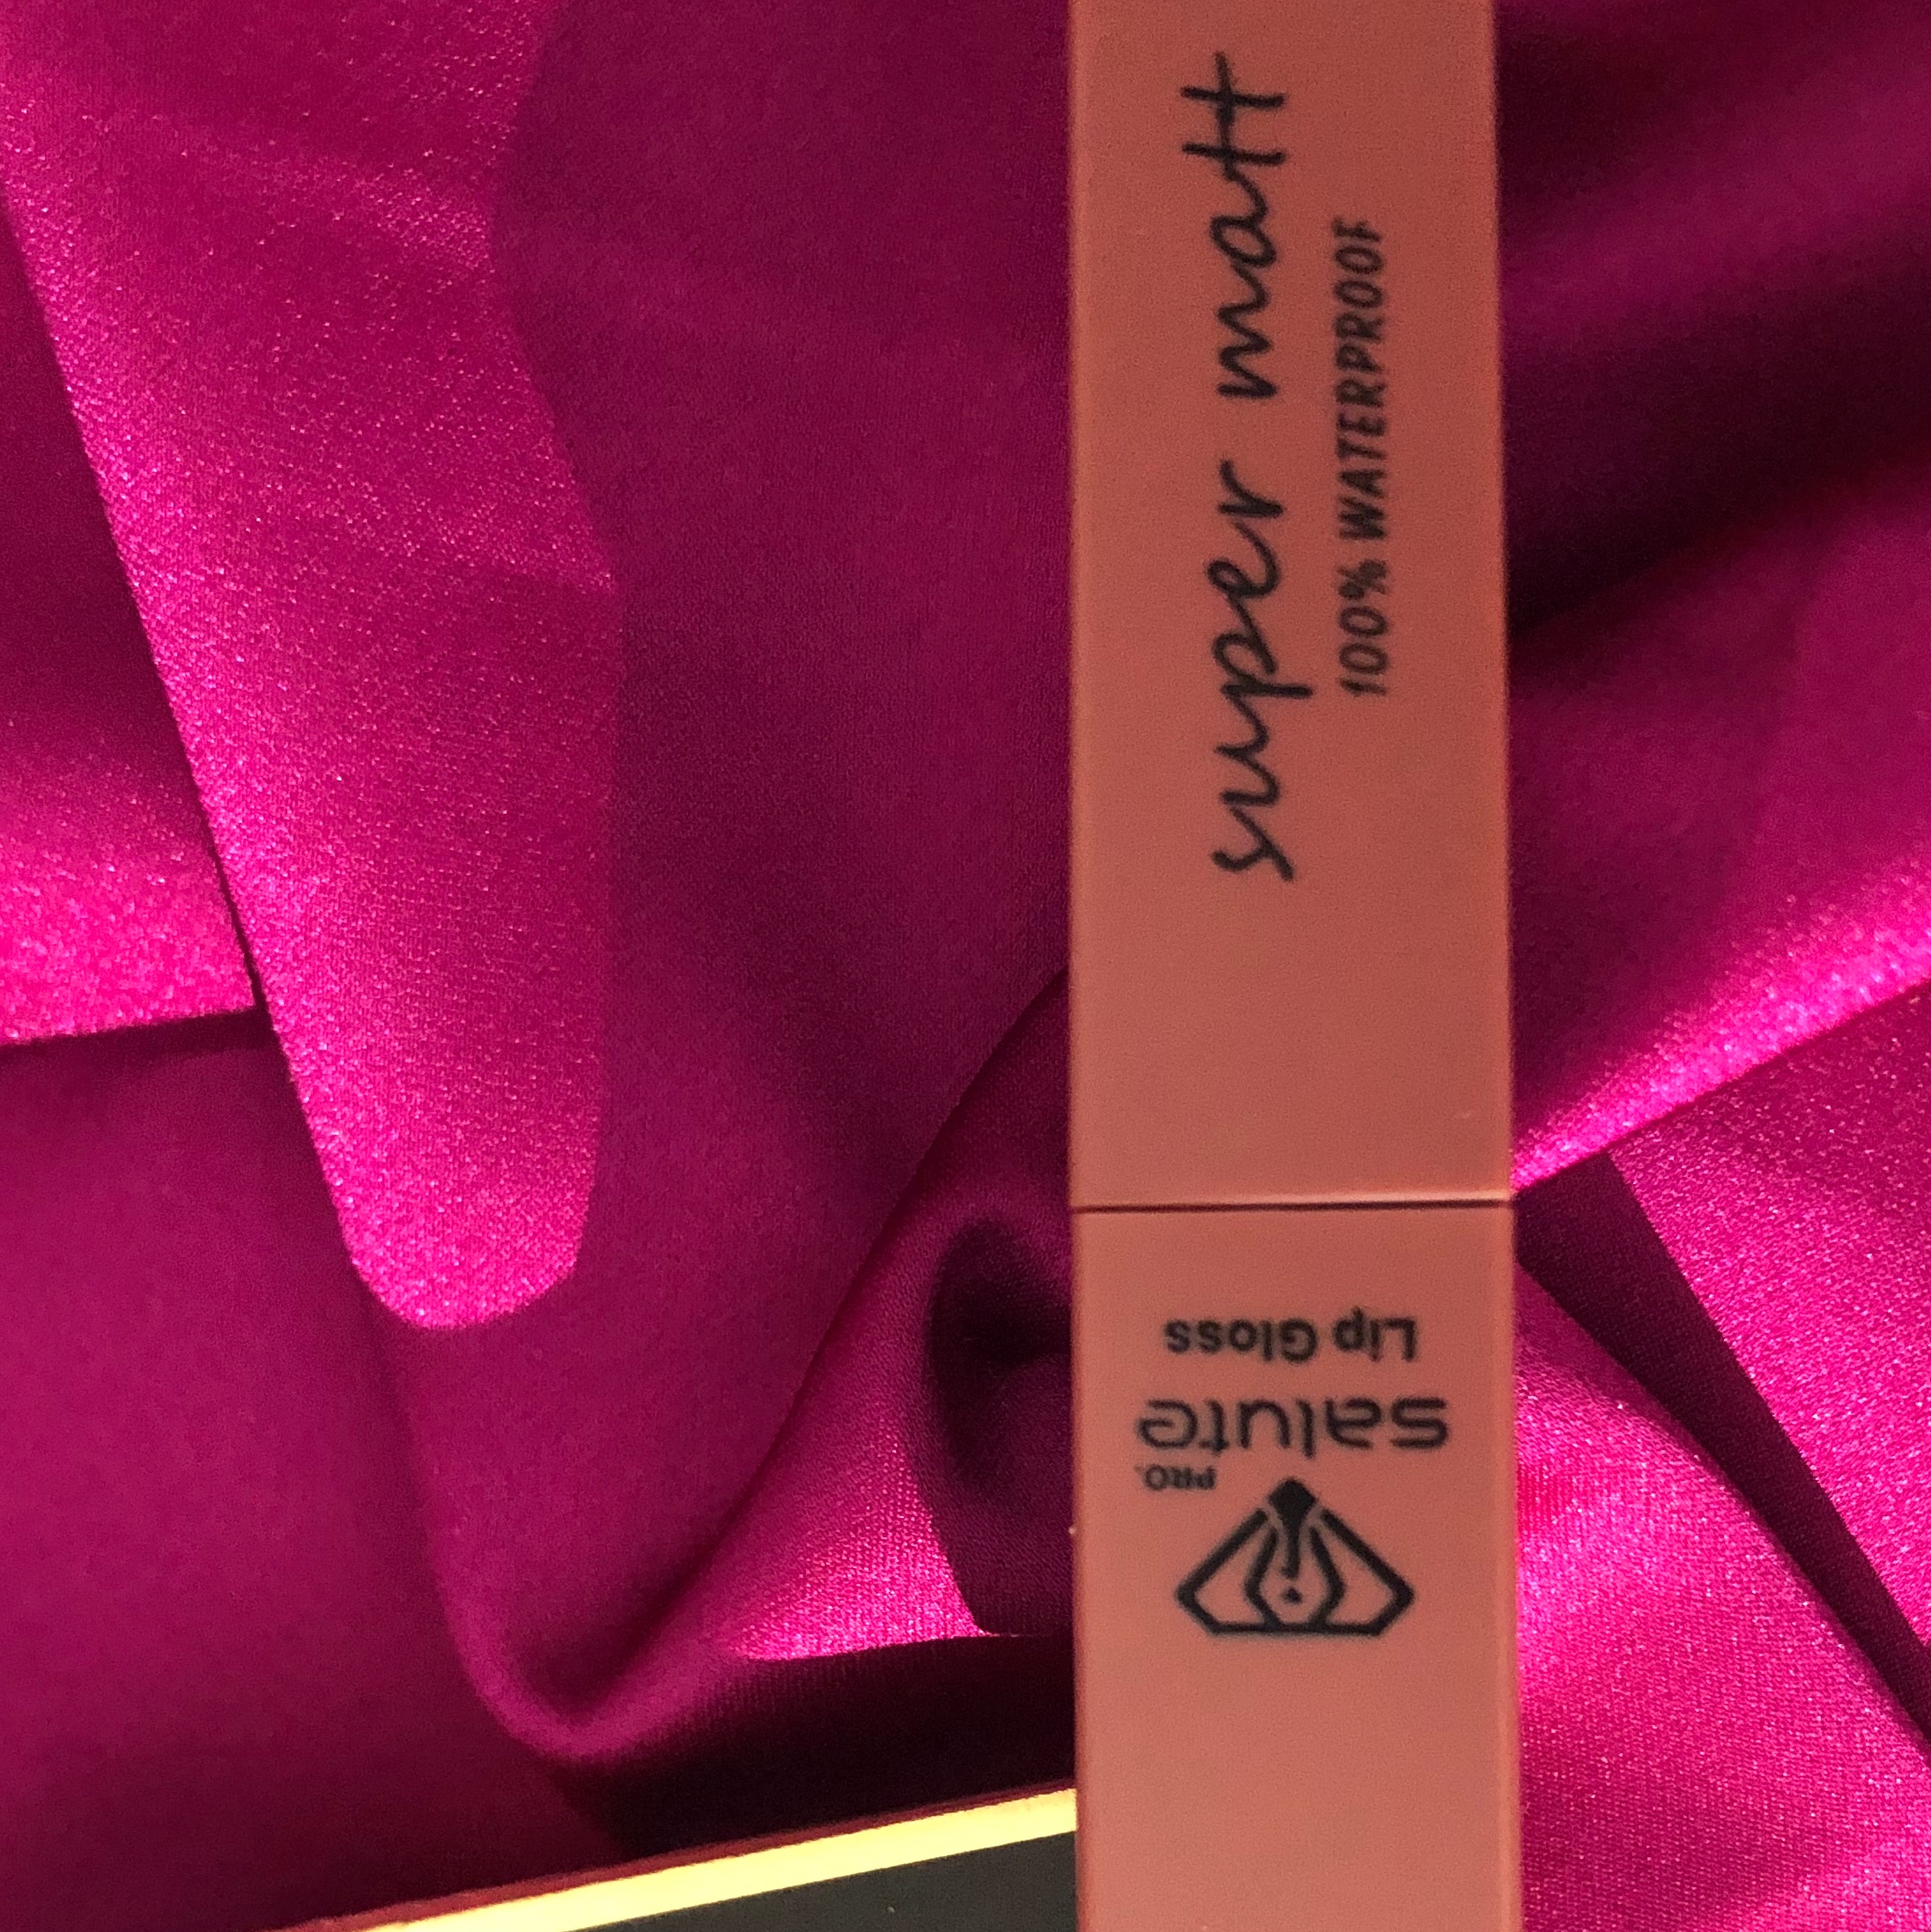 super matt
100% WATERPROOF
PRO.
salute
Lip Gloss